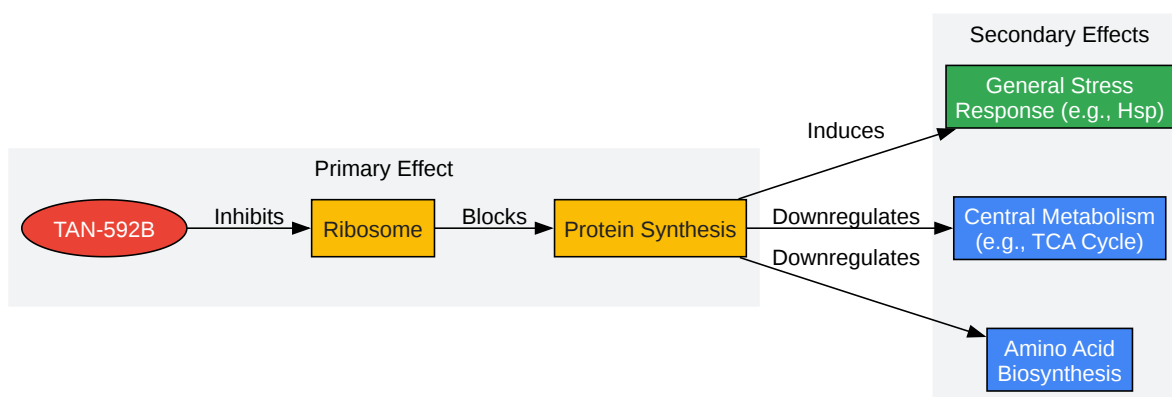 Secondary Effects
General Stress
Response (e.g., Hsp)
Induces
Primary Effect
TAN-592B
Inhibits
Ribosome
Blocks
Protein Synthesis
Downregulates
Central Metabolism
(e.g., TCA Cycle)
Downregulates
Amino Acid
Biosynthesis